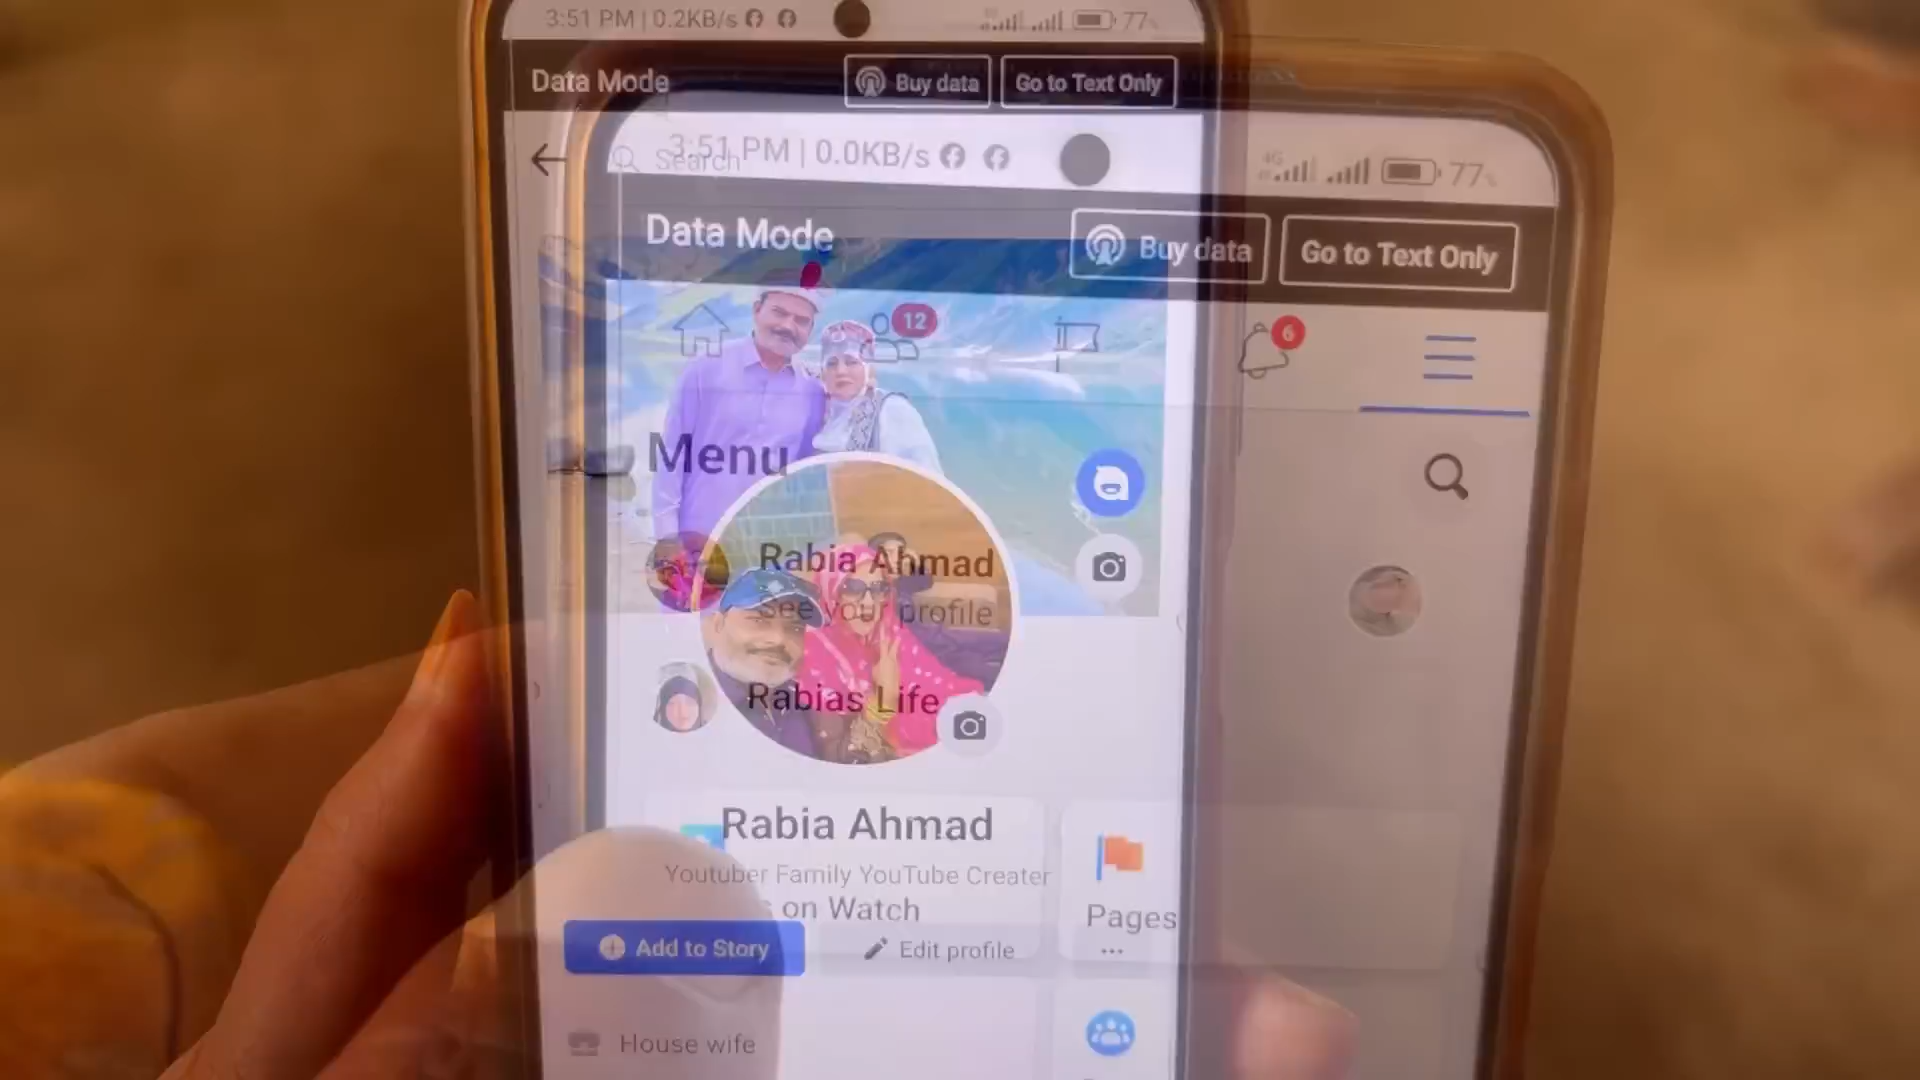 3:51 PM | 0.2KB/s
77
Data Mode
Buy data
Go to Text Only
Search
3:51 PM | 0.0KB/s
4G
77
Data Mode
Buy data
Go to Text Only
12
6
Menu
Rabia Ahmad
See your profile
Rabias Life
Rabia Ahmad
Youtuber Family YouTube Creater
on Watch
Pages
Add to Story
Edit profile
House wife